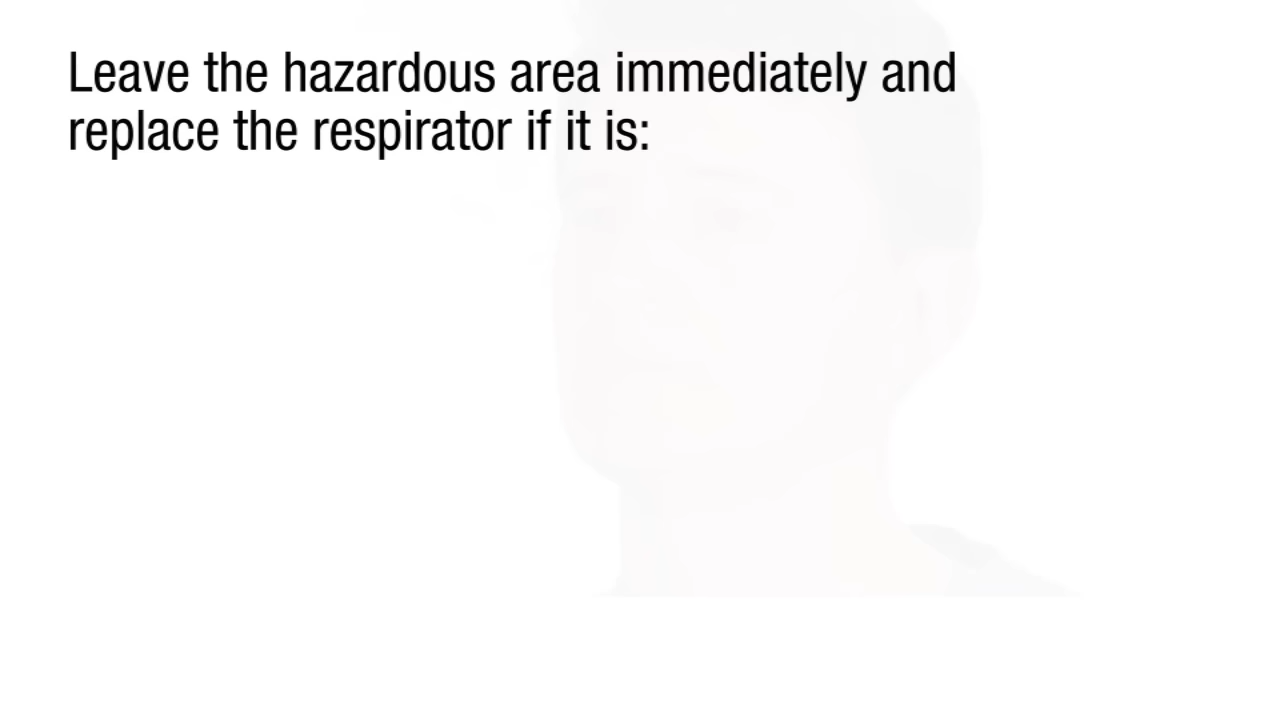 Leave the hazardous area immediately and
replace the respirator if it is: